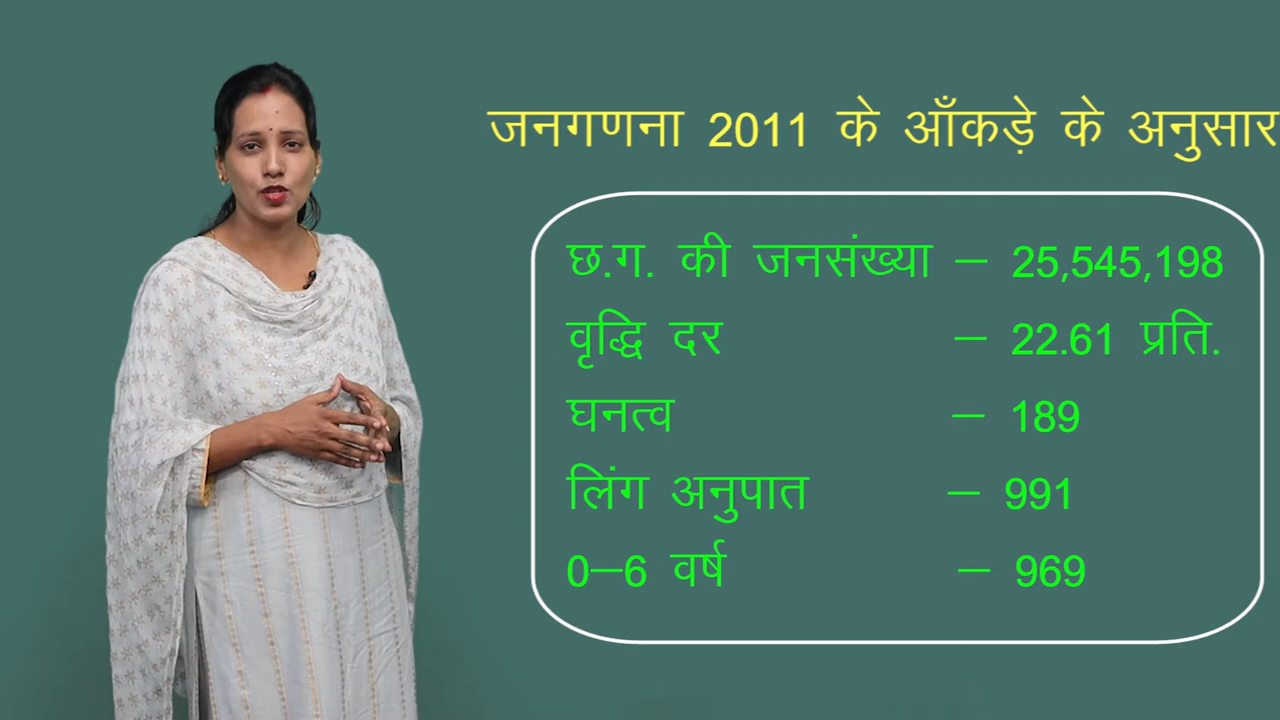 जनगणना 2011 के आँकड़े के अनुसार
छ.ग. की जनसंख्या – 25,545,198
वृद्धि दर – 22.61 प्रति.
घनत्व – 189
लिंग अनुपात – 991
0–6 वर्ष – 969